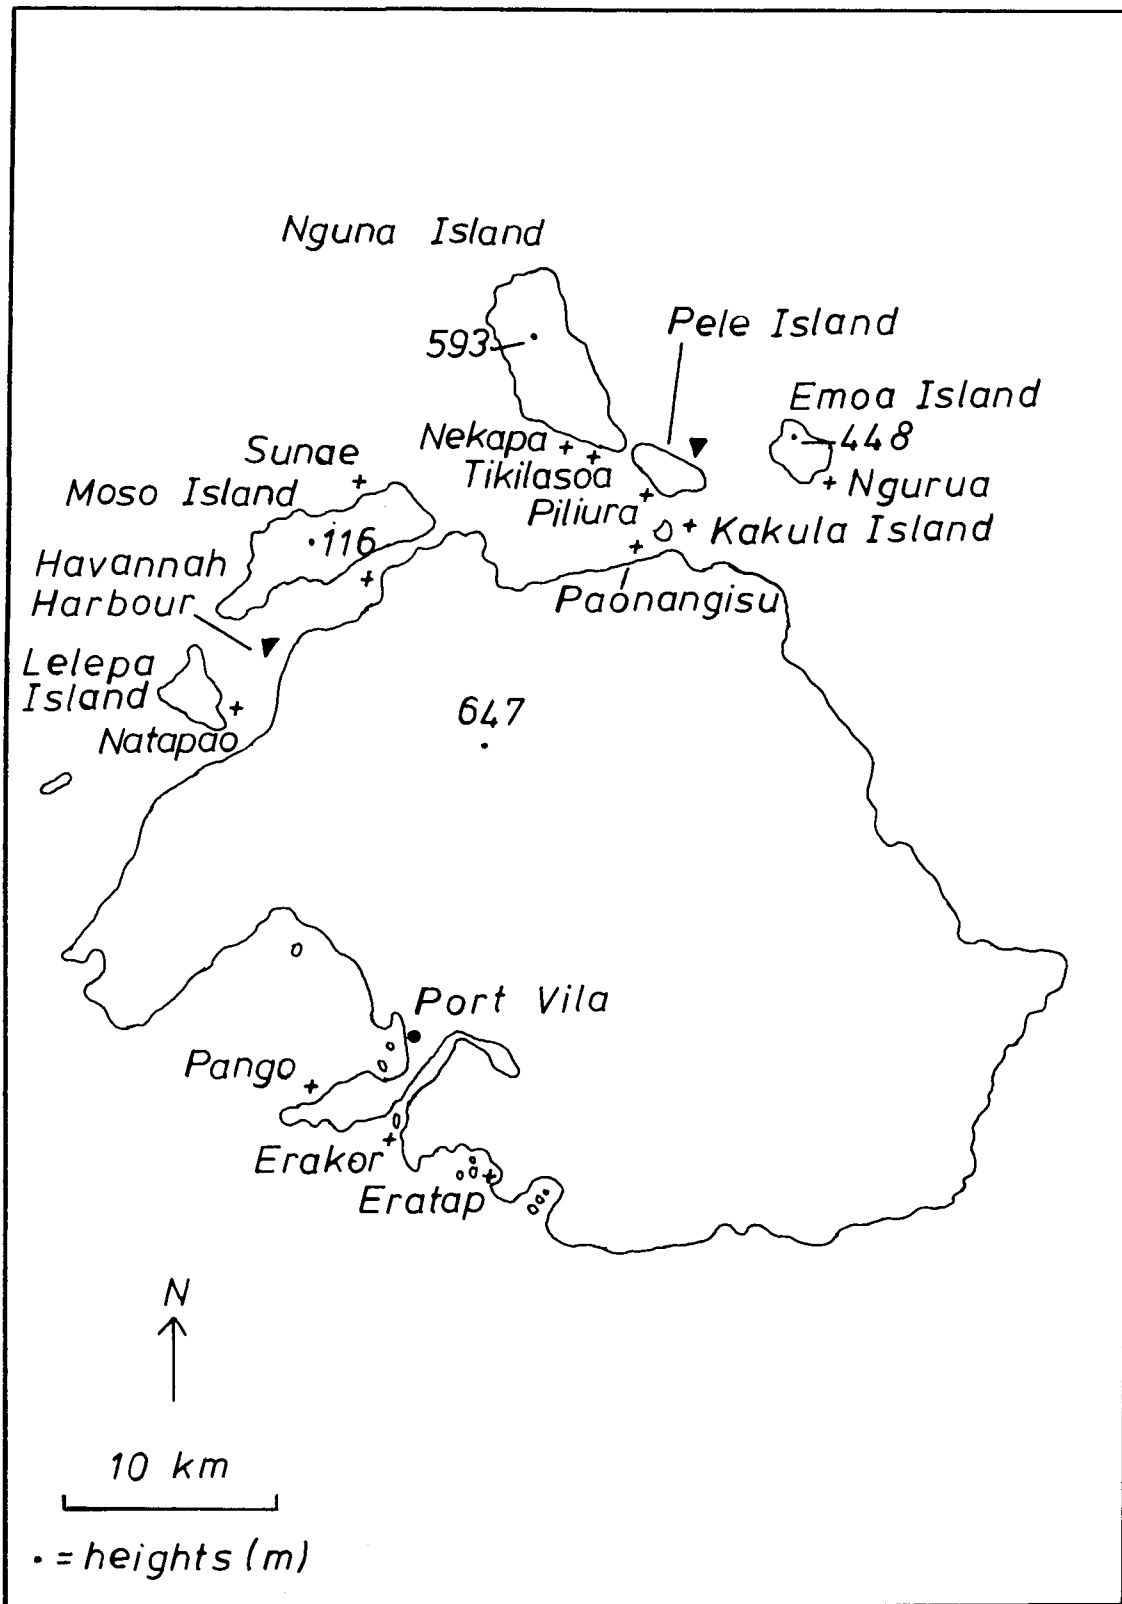 Nguna Island
593
Pele Island
Emoa Island
448
Nekapa
Sunae
Tikilasoa
Moso Island
Ngurua
Piliura
Kakula Island
116
Havannah
Harbour
Paonangisu
Lelepa
Island
647
Natapao
Port Vila
Pango
Erakor
Eratap
N
10 km
. = heights (m)